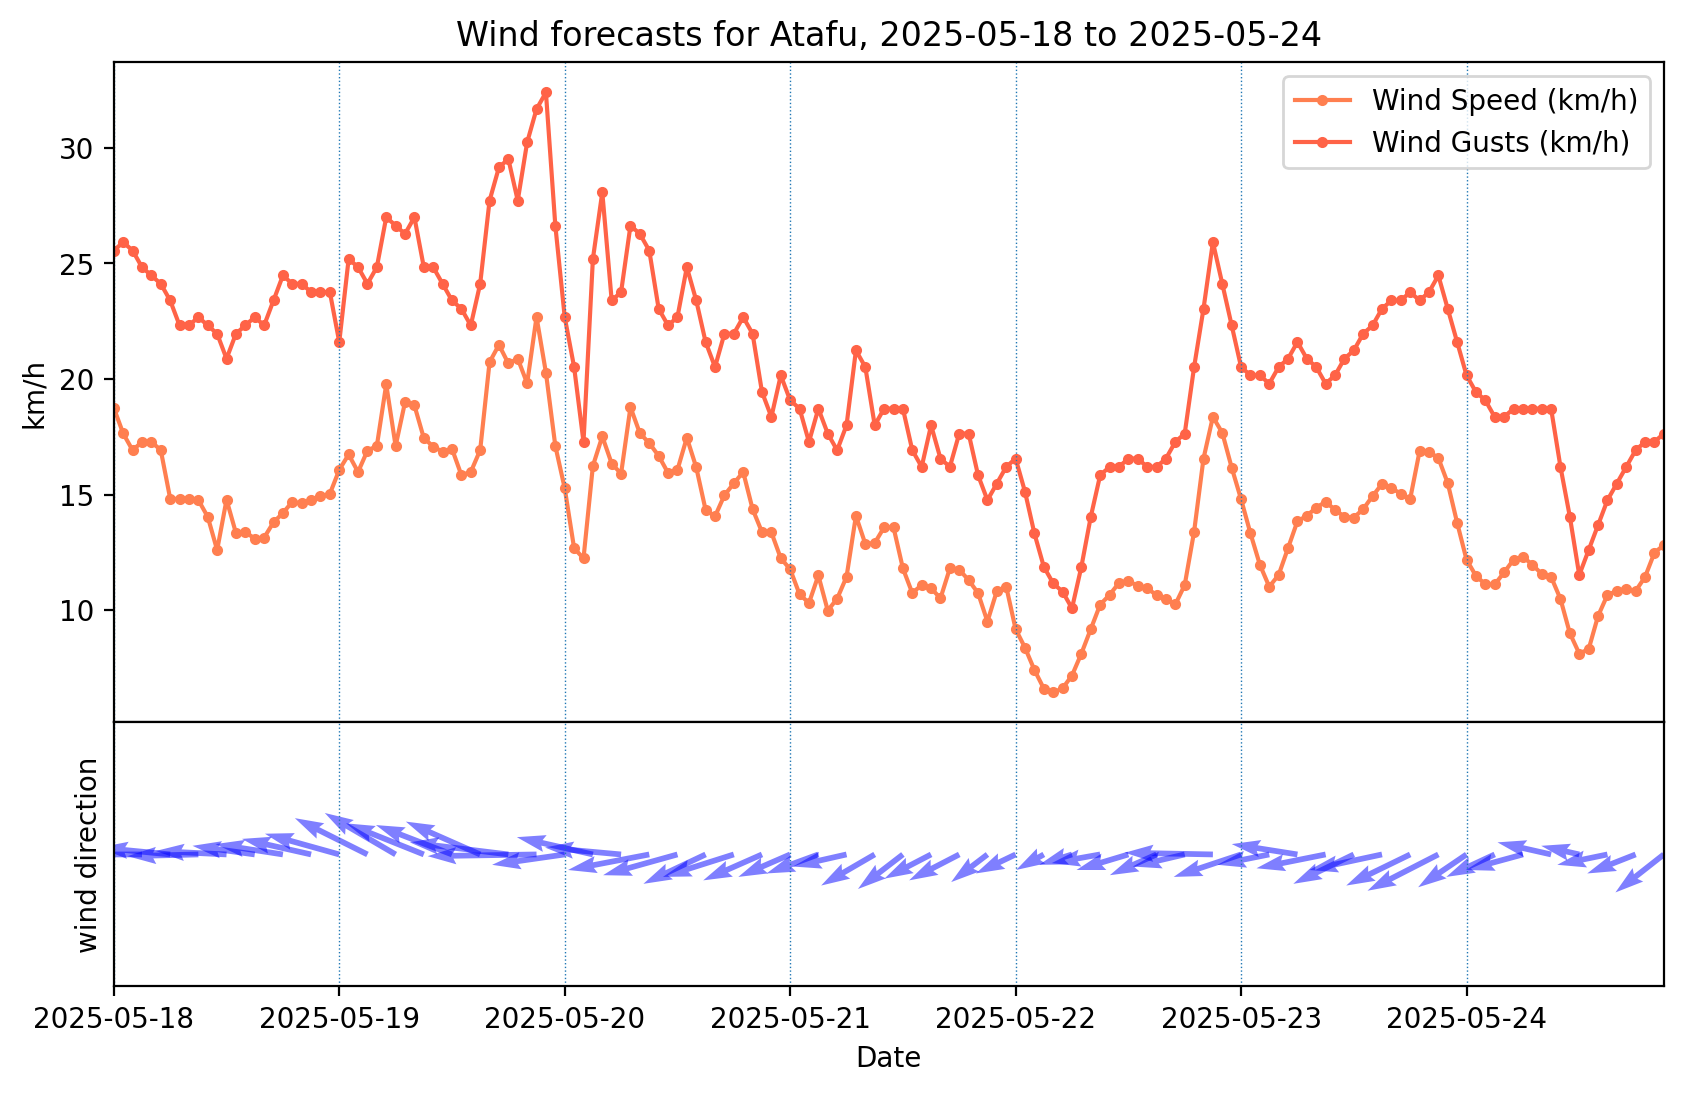 Wind forecasts for Atafu, 2025-05-18 to 2025-05-24
Wind Speed (km/h)
Wind Gusts (km/h)
km/h
30
25
20
15
10
wind direction
2025-05-18 2025-05-19 2025-05-20 2025-05-21 2025-05-22 2025-05-23 2025-05-24
Date